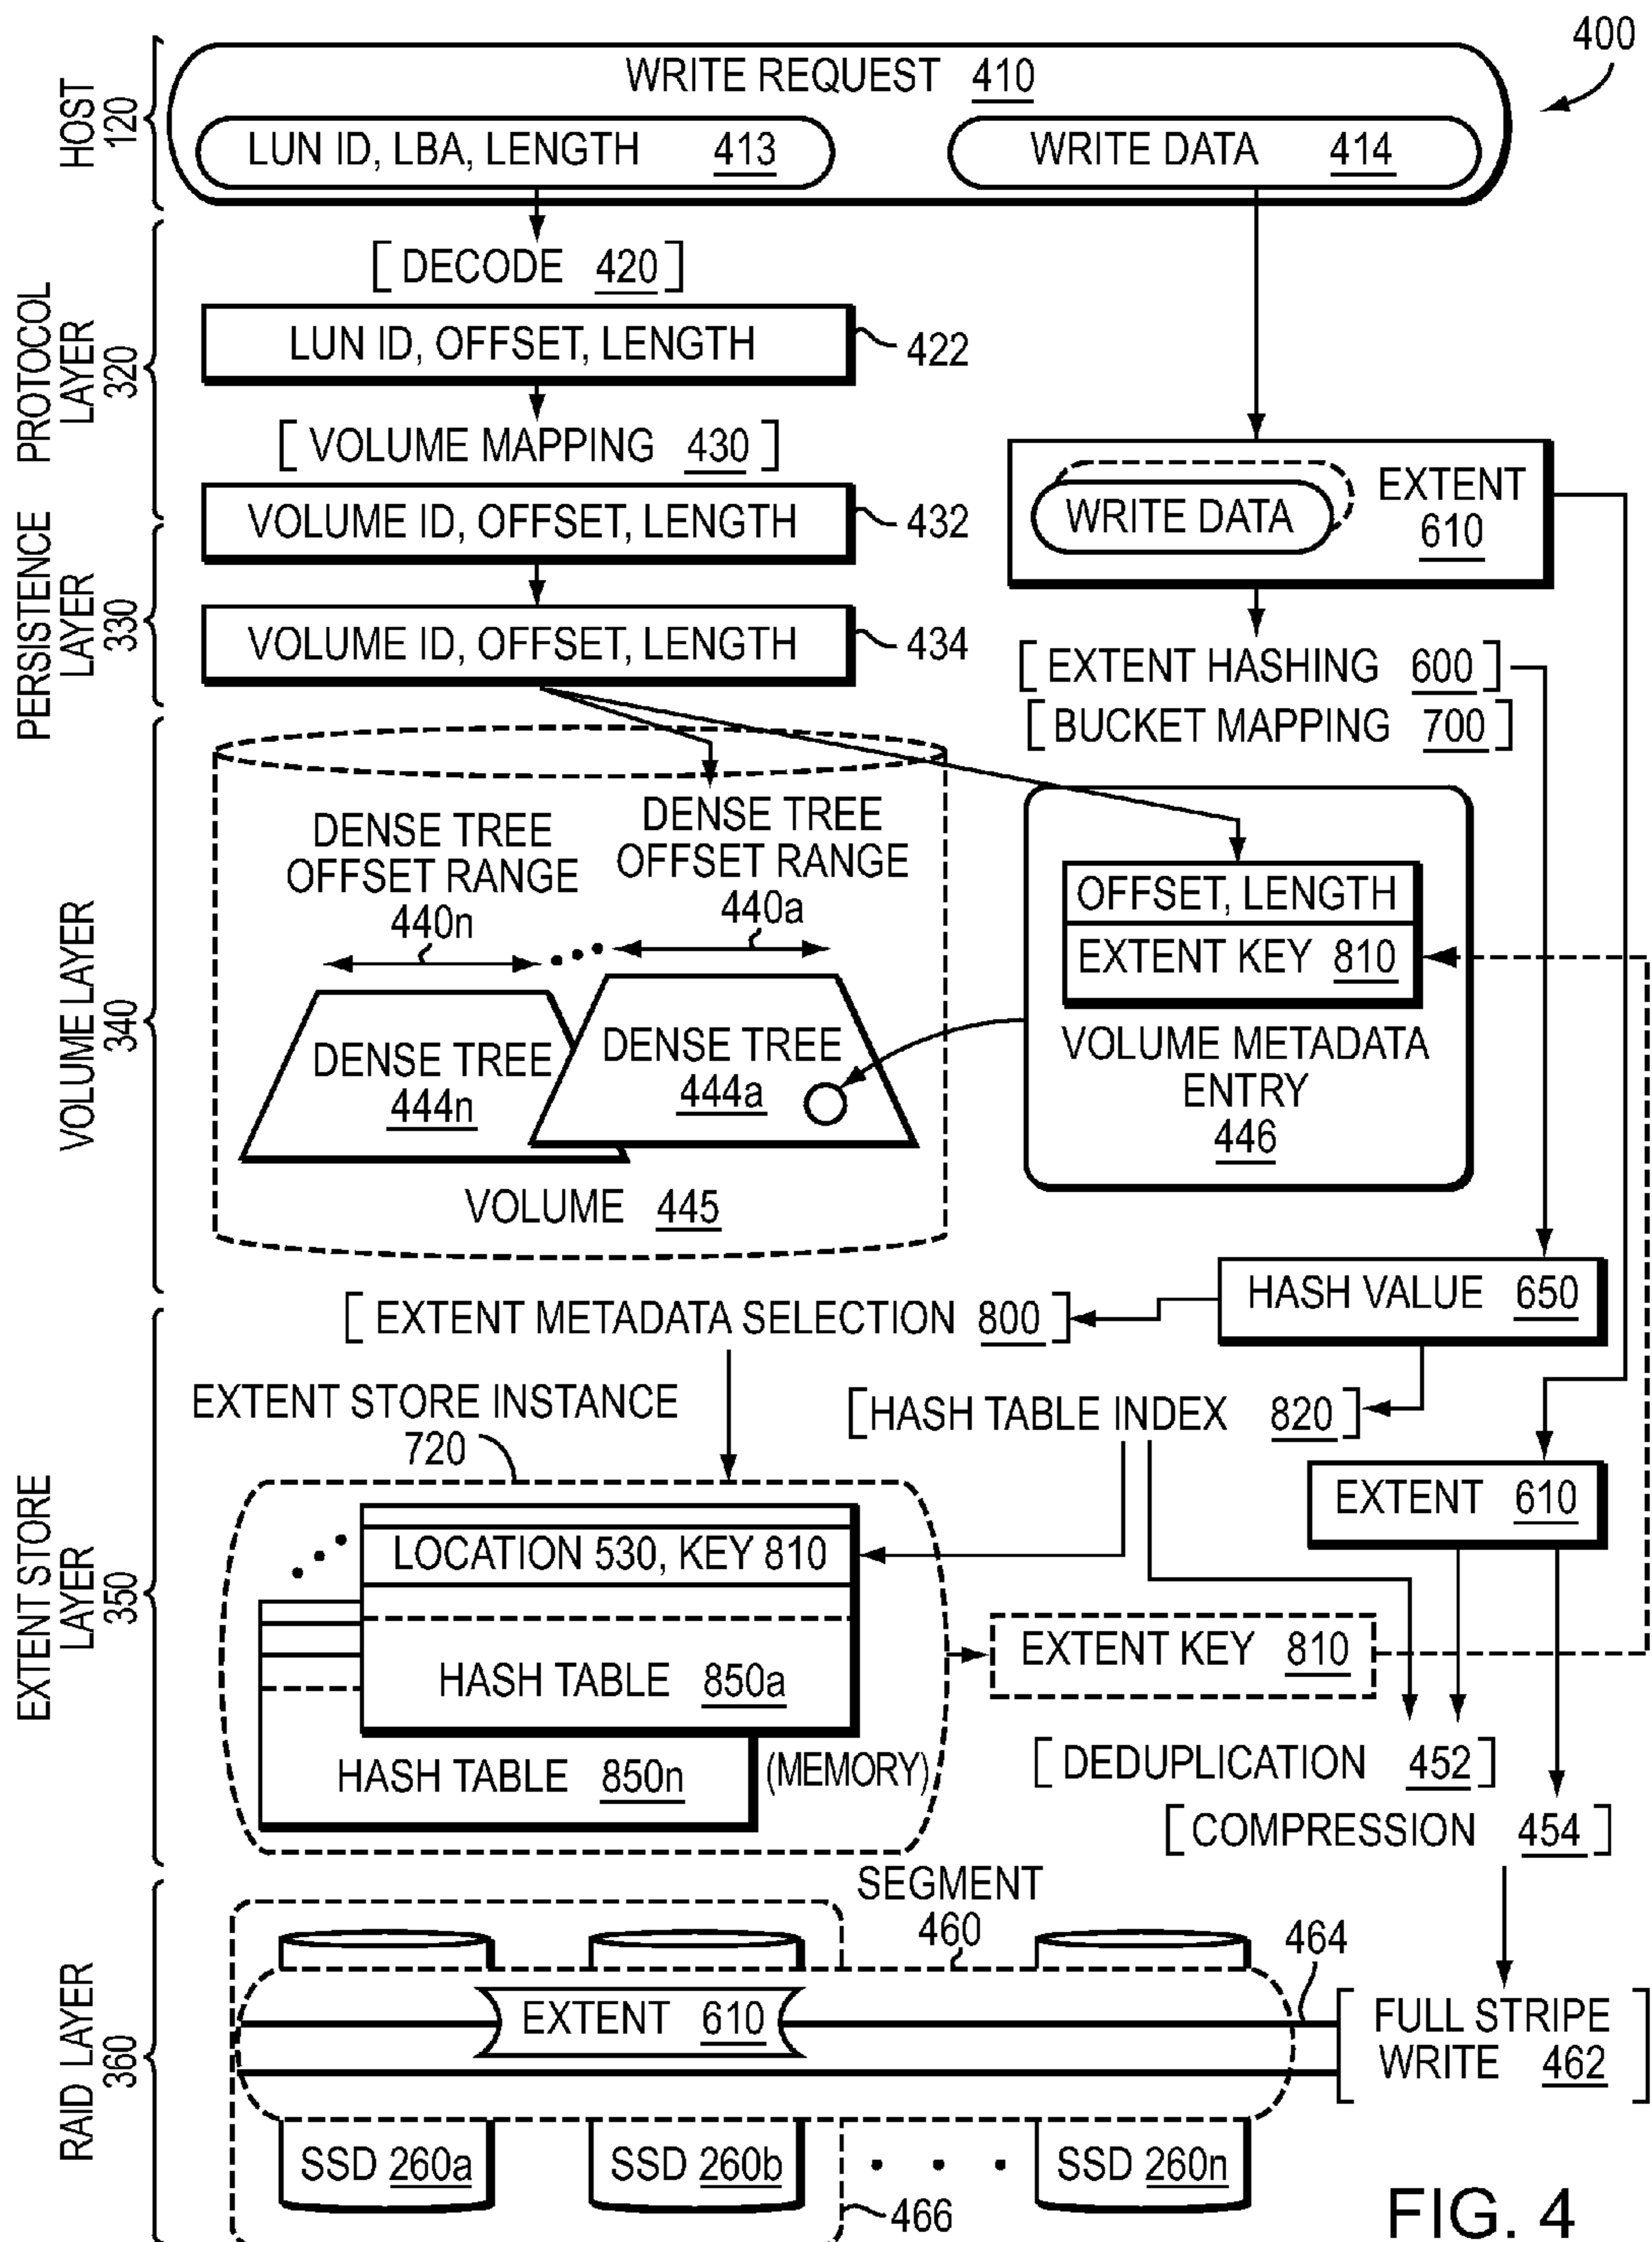 400
HOST
120
WRITE REQUEST 410
LUN ID, LBA, LENGTH 413
WRITE DATA 414
PROTOCOL
LAYER
320
[DECODE 420]
LUN ID, OFFSET, LENGTH
422
[VOLUME MAPPING 430]
VOLUME ID, OFFSET, LENGTH
432
WRITE DATA
EXTENT
610
PERSISTENCE
LAYER
330
VOLUME ID, OFFSET, LENGTH
434
[EXTENT HASHING 600]
[BUCKET MAPPING 700]
VOLUME LAYER
340
DENSE TREE
OFFSET RANGE
440n
DENSE TREE
OFFSET RANGE
440a
DENSE TREE
444n
DENSE TREE
444a
VOLUME 445
OFFSET, LENGTH
EXTENT KEY 810
VOLUME METADATA
ENTRY
446
HASH VALUE 650
EXTENT STORE
LAYER
350
[EXTENT METADATA SELECTION 800]
[HASH TABLE INDEX 820]
EXTENT STORE INSTANCE
720
EXTENT 610
LOCATION 530, KEY 810
HASH TABLE 850a
HASH TABLE 850n
(MEMORY)
EXTENT KEY 810
[DEDUPLICATION 452]
[COMPRESSION 454]
RAID LAYER
360
SEGMENT
460
464
EXTENT 610
[FULL STRIPE
WRITE 462]
SSD 260a
SSD 260b
SSD 260n
466
FIG. 4